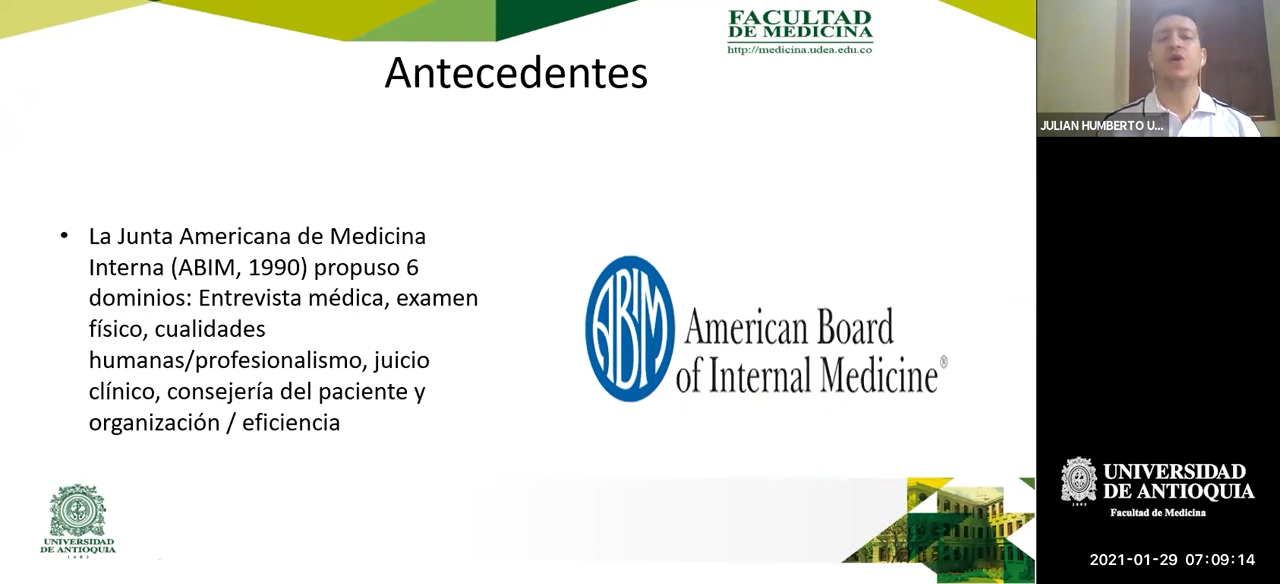 FACULTAD
DE MEDICINA
http://medicina.udea.edu.co
Antecedentes
JULIAN HUMBERTO U...
• La Junta Americana de Medicina
Interna (ABIM, 1990) propuso 6
dominios: Entrevista médica, examen
físico, cualidades
humanas/profesionalismo, juicio
clínico, consejería del paciente y
organización / eficiencia
ABIM
American Board
of Internal Medicine®
UNIVERSIDAD
DE ANTIOQUIA
1803
UNIVERSIDAD
DE ANTIOQUIA
1803
Facultad de Medicina
2021-01-29 07:09:14